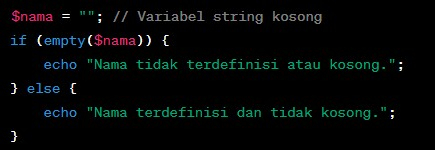 $nama = ""; // Variabel string kosong
if (empty($nama)) {
    echo "Nama tidak terdefinisi atau kosong.";
} else {
    echo "Nama terdefinisi dan tidak kosong.";
}